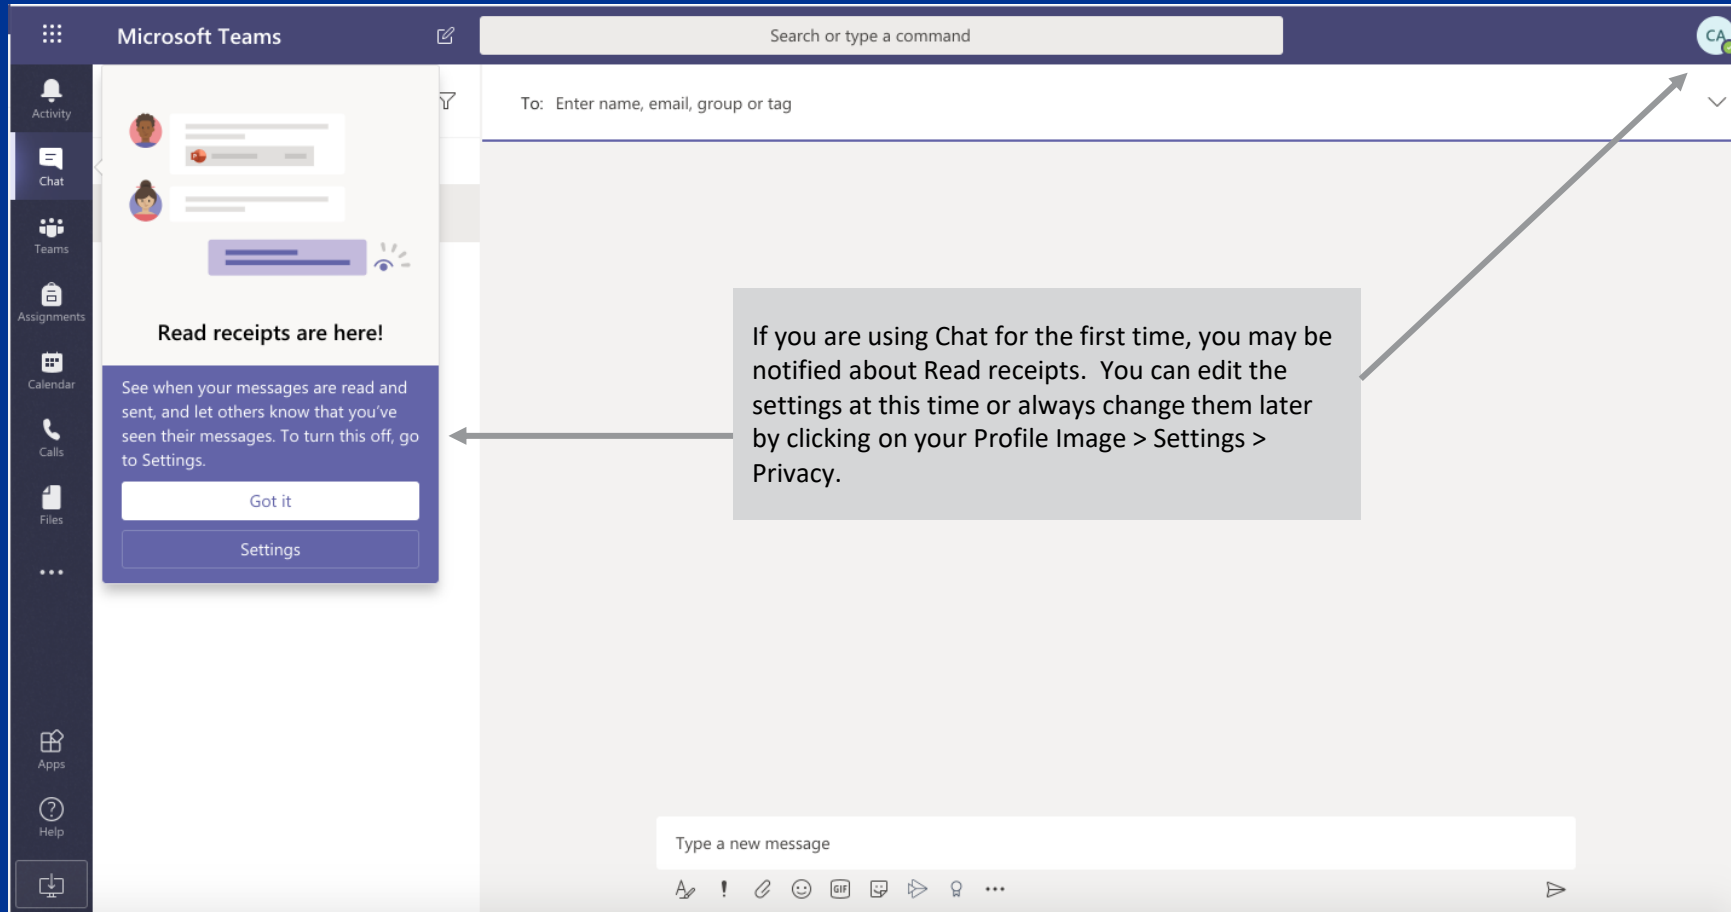 Microsoft Teams
Search or type a command
CA
Activity
Chat
Teams
Assignments
Calendar
Calls
Files
Apps
Help
Read receipts are here!
See when your messages are read and
sent, and let others know that you've
seen their messages. To turn this off, go
to Settings.
Got it
Settings
To: Enter name, email, group or tag
If you are using Chat for the first time, you may be
notified about Read receipts.  You can edit the
settings at this time or always change them later
by clicking on your Profile Image > Settings >
Privacy.
Type a new message
GIF